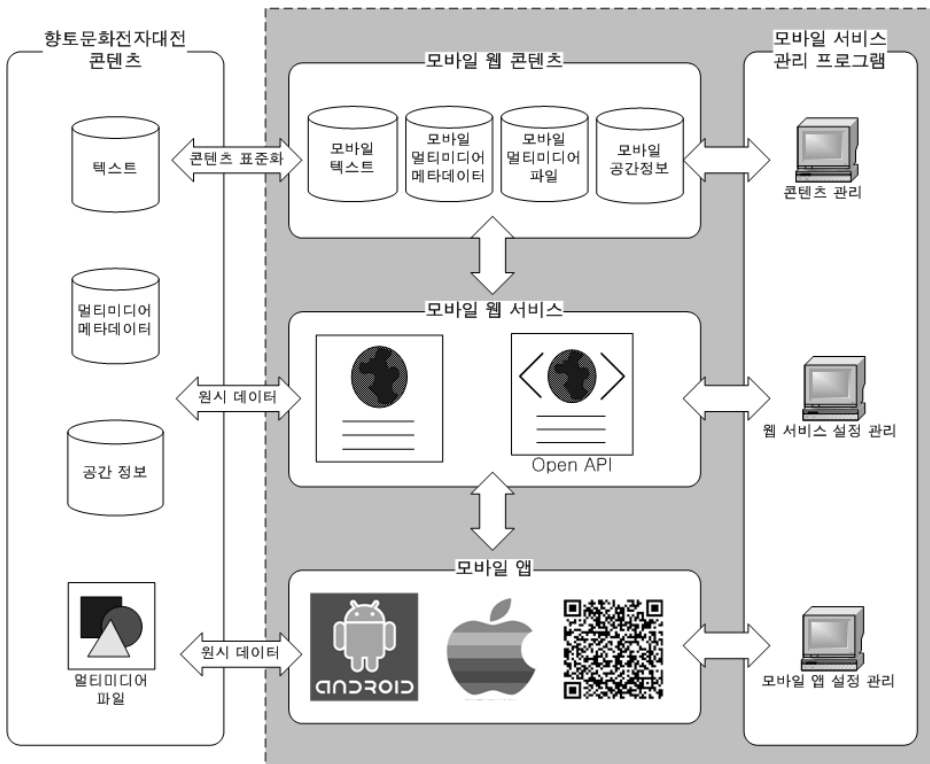 향토문화전자대전
콘텐츠
텍스트
멀티미디어
메타데이터
공간 정보
멀티미디어
파일
콘텐츠 표준화
원시 데이터
원시 데이터
모바일 웹 콘텐츠
모바일
텍스트
모바일
멀티미디어
메타데이터
모바일
멀티미디어
파일
모바일
공간정보
모바일 웹 서비스
Open API
모바일 앱
ANDROID
모바일 서비스
관리 프로그램
콘텐츠 관리
웹 서비스 설정 관리
모바일 앱 설정 관리